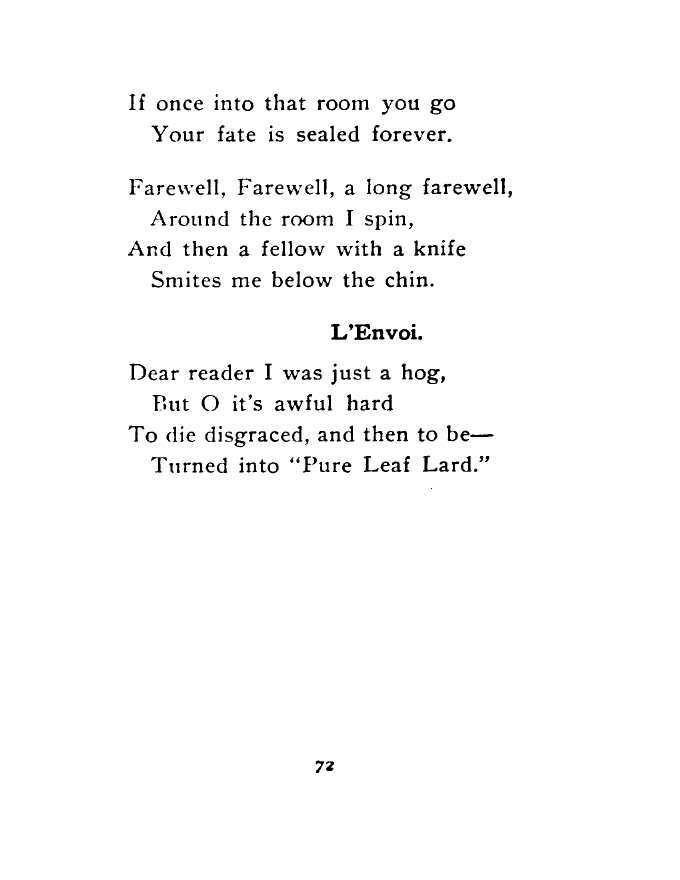 If once into that room you go
Your fate is sealed forever.
Farewell, Farewell, a long farewell,
Around the room I spin,
And then a fellow with a knife
Smites me below the chin.
L'Envoi.
Dear reader I was just a hog,
But O it's awful hard
To die disgraced, and then to be—
Turned into "Pure Leaf Lard."
72